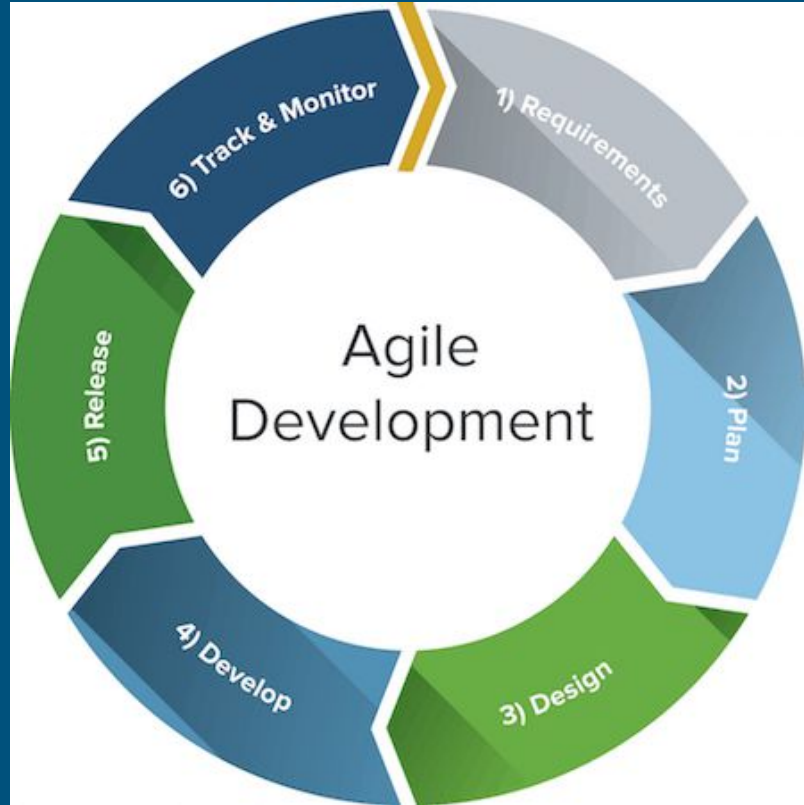 Agile
Development
1) Requirements
2) Plan
3) Design
4) Develop
5) Release
6) Track & Monitor